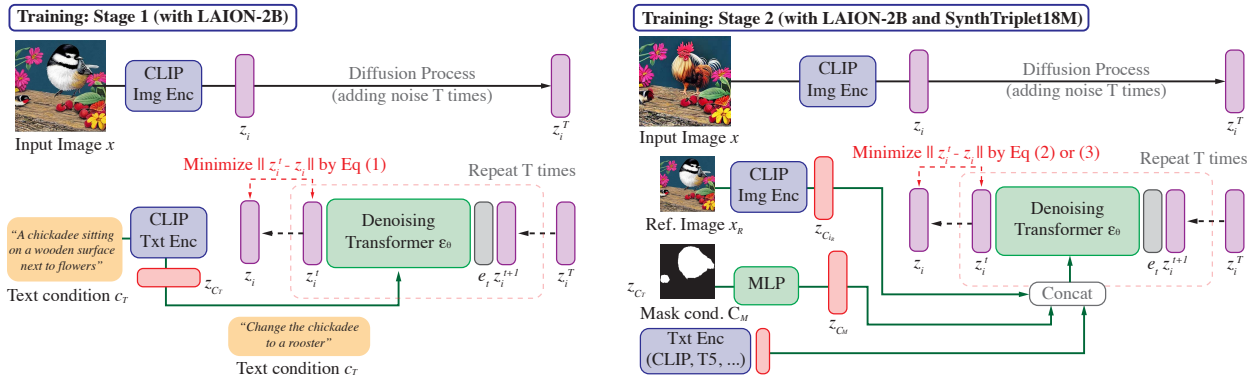 Training: Stage 1 (with LAION-2B)
CLIP
Img Enc
Diffusion Process
(adding noise T times)
Input Image x
z_i
z_i^T
Minimize || z_i^t - z_i || by Eq (1)
Repeat T times
"A chickadee sitting
on a wooden surface
next to flowers"
Text condition c_T
CLIP
Txt Enc
z_{C_T}
z_i
z_i^t
Denoising
Transformer ε_θ
e_t
z_i^{t+1}
z_i^T
"Change the chickadee
to a rooster"
Text condition c_T
Training: Stage 2 (with LAION-2B and SynthTriplet18M)
CLIP
Img Enc
Diffusion Process
(adding noise T times)
Input Image x
z_i
z_i^T
Minimize || z_i^t - z_i || by Eq (2) or (3)
Repeat T times
CLIP
Img Enc
Ref. Image x_R
z_{C_{i_R}}
z_i
z_i^t
Denoising
Transformer ε_θ
e_t
z_i^{t+1}
z_i^T
z_{C_T}
MLP
Mask cond. C_M
z_{C_M}
Concat
Txt Enc
(CLIP, T5, ...)